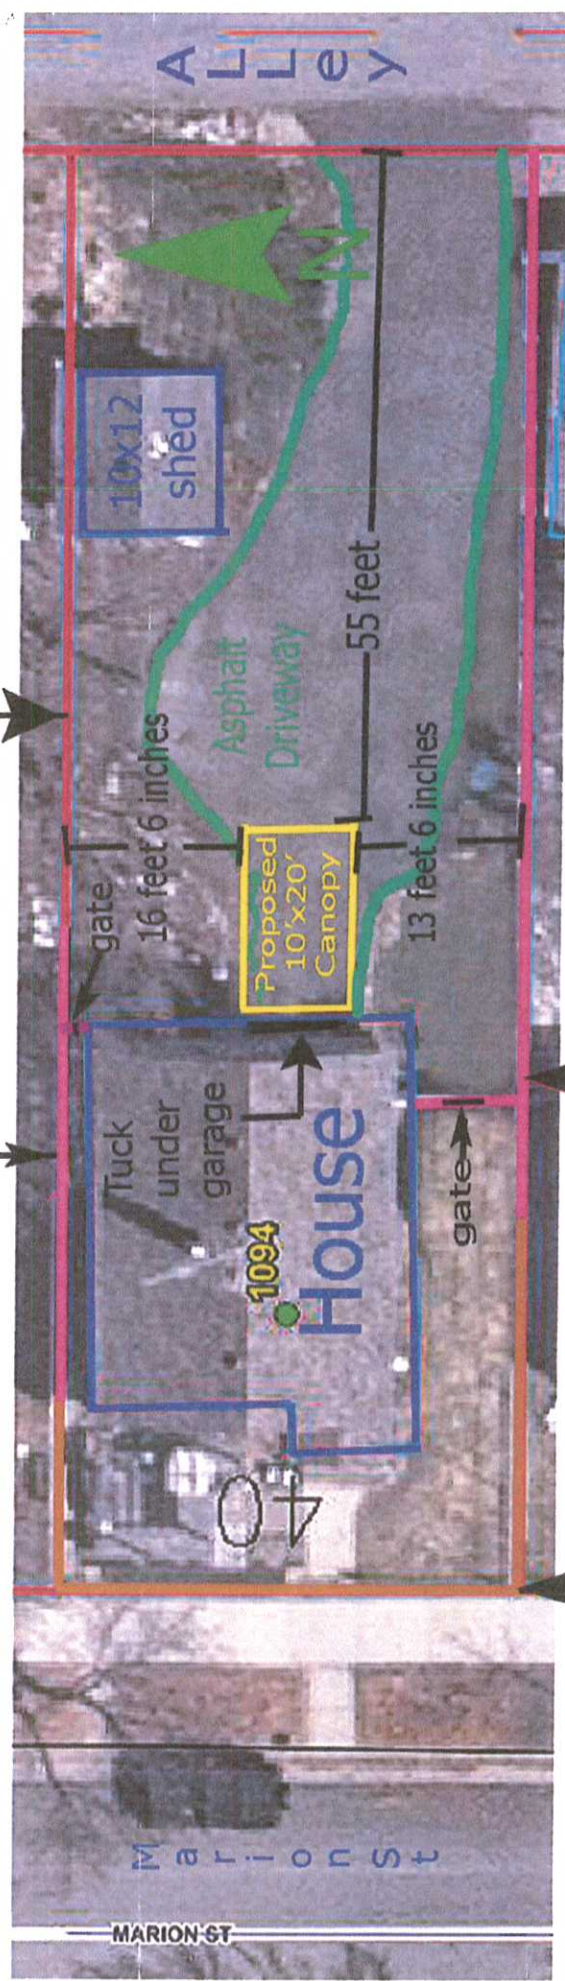 Alley
N
10x12
shed
Asphalt
Driveway
55 feet
16 feet 6 inches
13 feet 6 inches
gate
Proposed
10'x20'
Canopy
Tuck
under
garage
House
1094
gate
40
Marion St
MARION ST